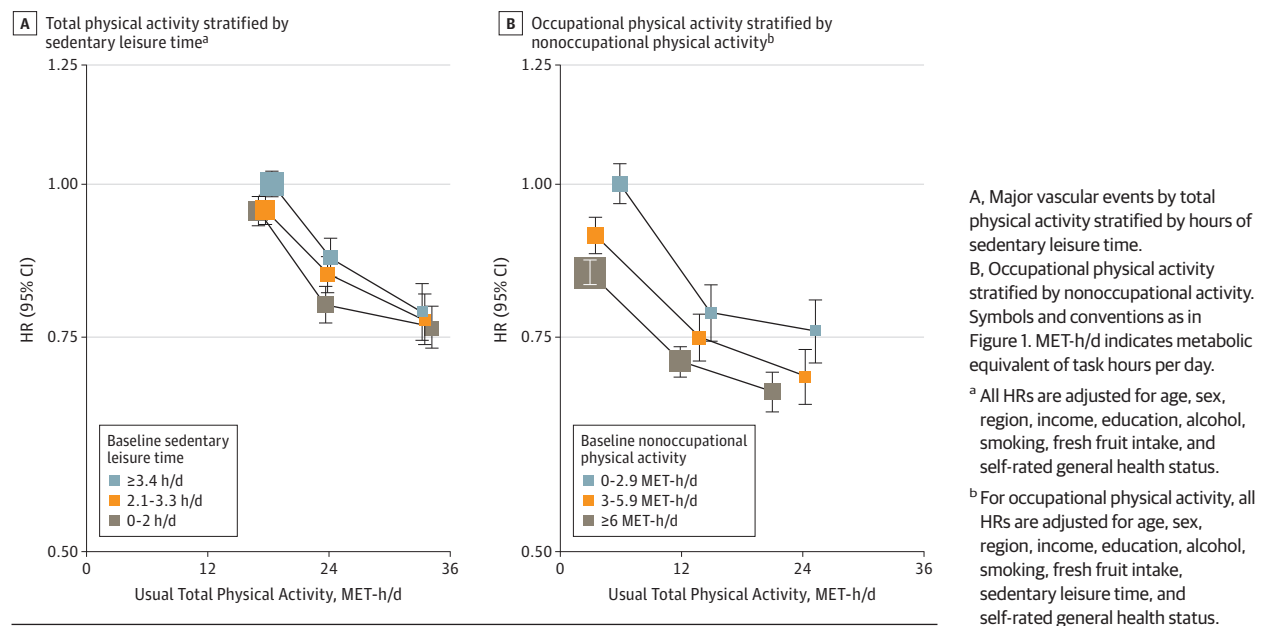 A Total physical activity stratified by
sedentary leisure timeᵃ
1.25
1.00
0.75
0.50
HR (95% CI)
Baseline sedentary
leisure time
≥3.4 h/d
2.1-3.3 h/d
0-2 h/d
0 12 24 36
Usual Total Physical Activity, MET-h/d
B Occupational physical activity stratified by
nonoccupational physical activityᵇ
1.25
1.00
0.75
0.50
HR (95% CI)
Baseline nonoccupational
physical activity
0-2.9 MET-h/d
3-5.9 MET-h/d
≥6 MET-h/d
0 12 24 36
Usual Total Physical Activity, MET-h/d
A, Major vascular events by total
physical activity stratified by hours of
sedentary leisure time.
B, Occupational physical activity
stratified by nonoccupational activity.
Symbols and conventions as in
Figure 1. MET-h/d indicates metabolic
equivalent of task hours per day.
ᵃ All HRs are adjusted for age, sex,
region, income, education, alcohol,
smoking, fresh fruit intake, and
self-rated general health status.
ᵇ For occupational physical activity, all
HRs are adjusted for age, sex,
region, income, education, alcohol,
smoking, fresh fruit intake,
sedentary leisure time, and
self-rated general health status.